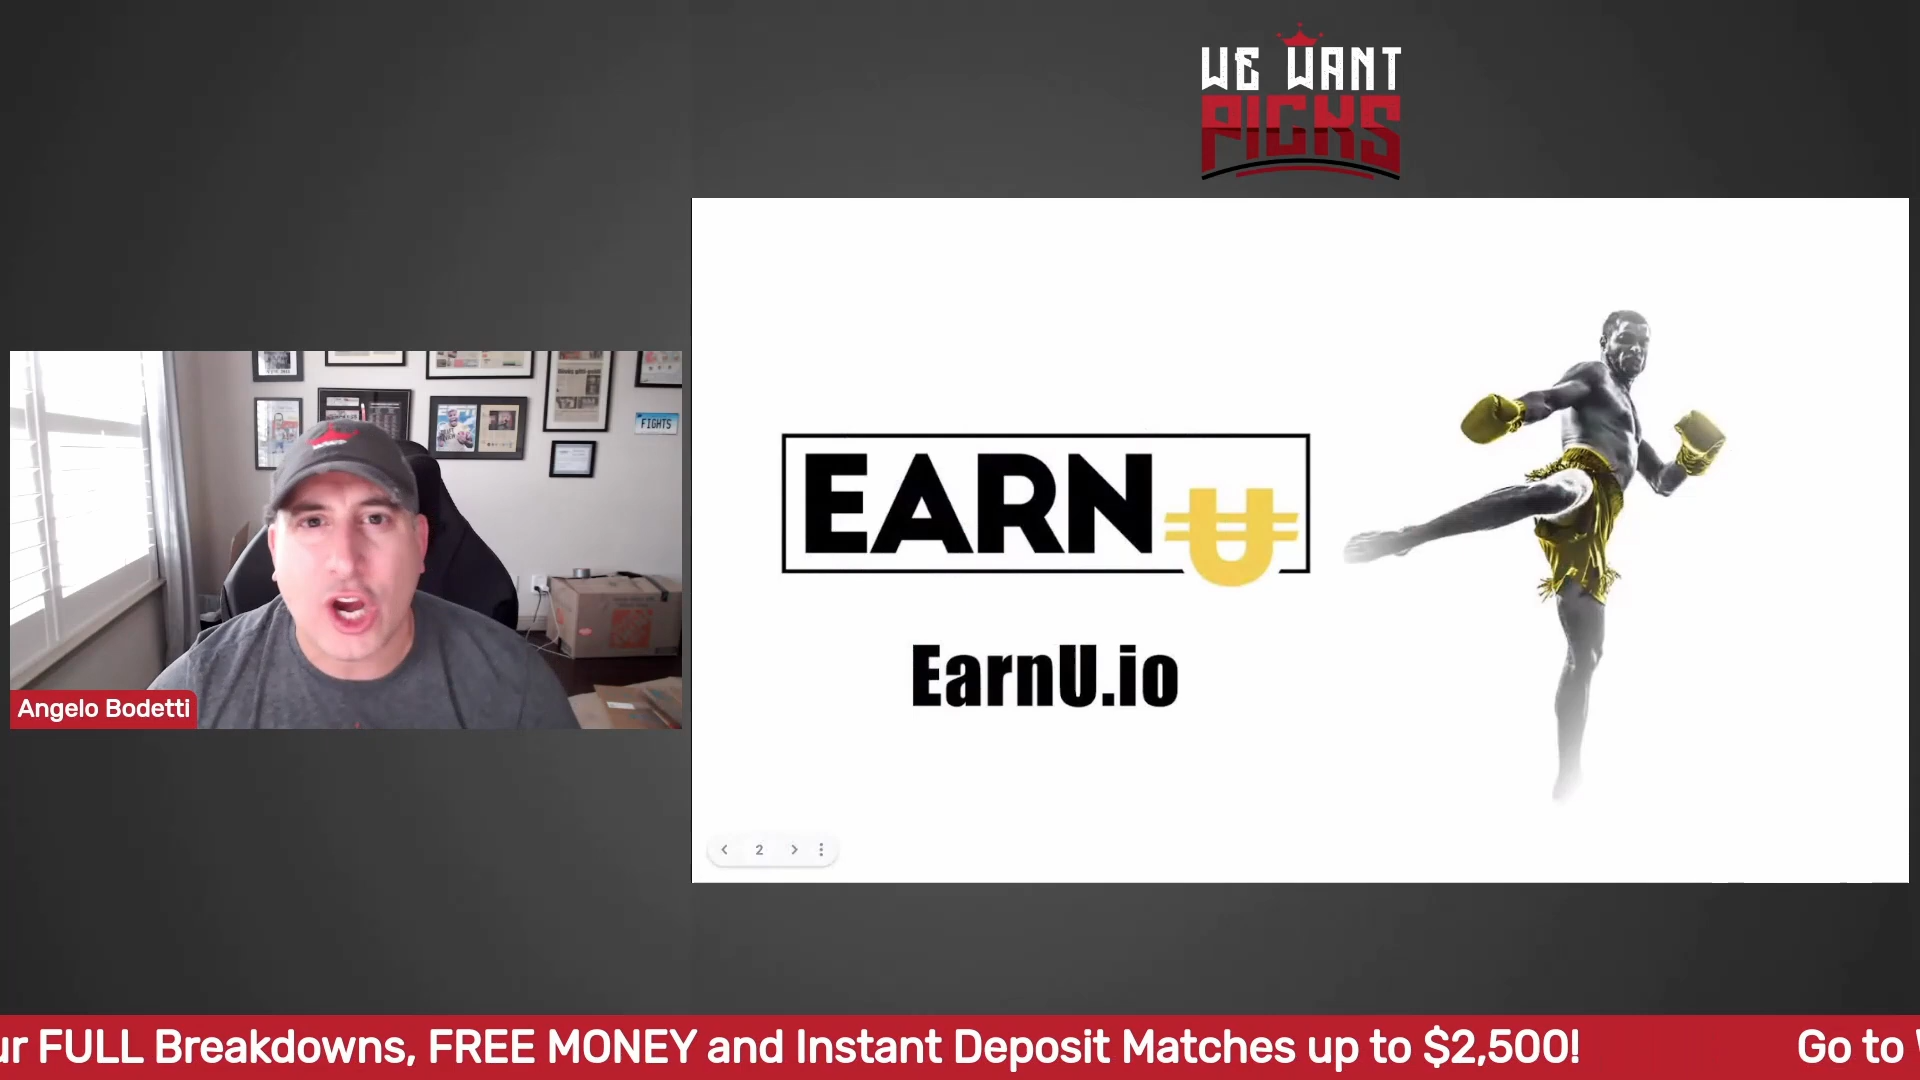 WE WANT
PICKS
FIGHTS
EARNU
EarnU.io
Angelo Bodetti
2
ur FULL Breakdowns, FREE MONEY and Instant Deposit Matches up to $2,500!
Go to